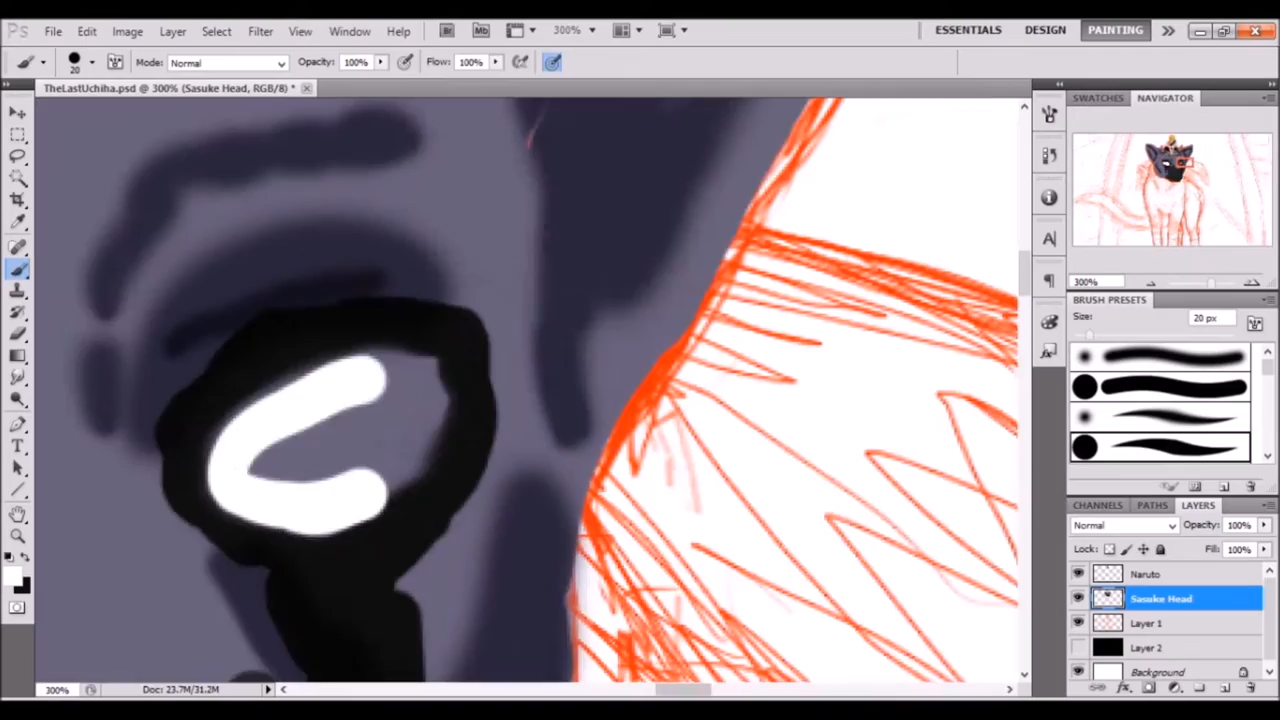 Ps File Edit Image Layer Select Filter View Window Help Br Mb 300% ESSENTIALS DESIGN PAINTING
20 Mode: Normal Opacity: 100% Flow: 100%
TheLastUchiha.psd @ 300% (Sasuke Head, RGB/8) *
SWATCHES NAVIGATOR
300%
BRUSH PRESETS
Size: 20 px
CHANNELS PATHS LAYERS
Normal Opacity: 100%
Lock: Fill: 100%
Naruto
Sasuke Head
Layer 1
Layer 2
Background
300% Doc: 23.7M/31.2M